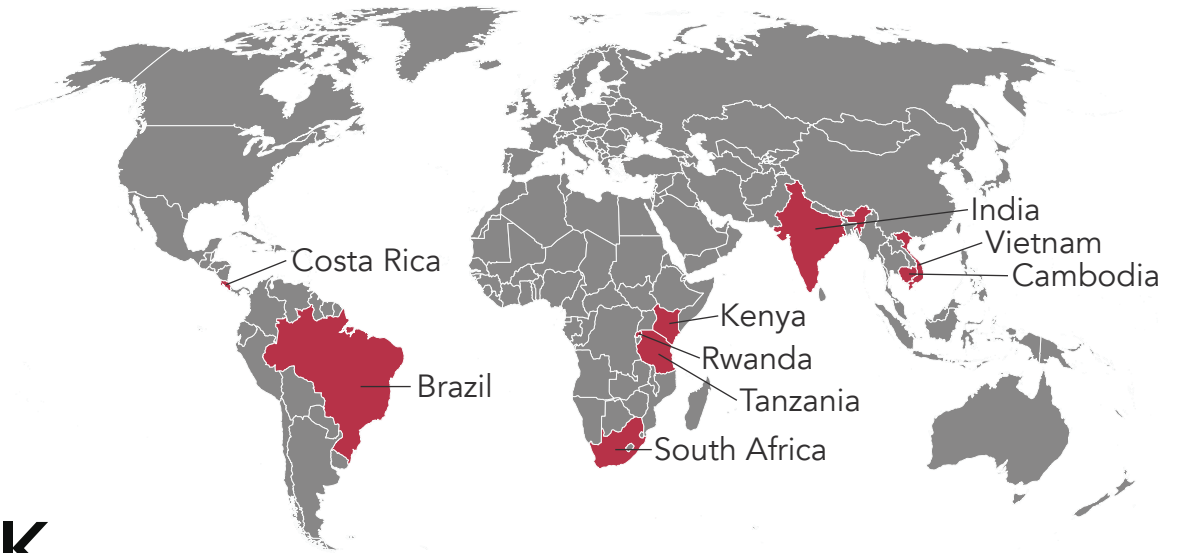 India
Vietnam
Costa Rica
Cambodia
Kenya
Rwanda
Brazil
Tanzania
South Africa
K